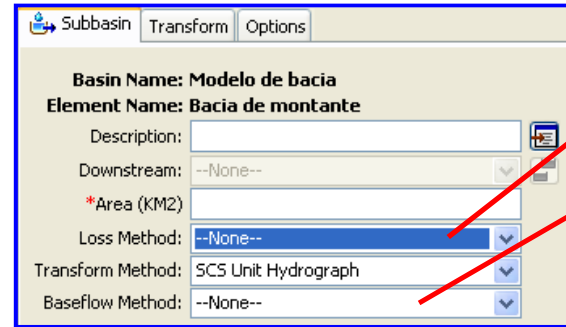 Subbasin Transform Options
Basin Name: Modelo de bacia
Element Name: Bacia de montante
Description:
Downstream: --None--
*Area (KM2)
Loss Method: --None--
Transform Method: SCS Unit Hydrograph
Baseflow Method: --None--